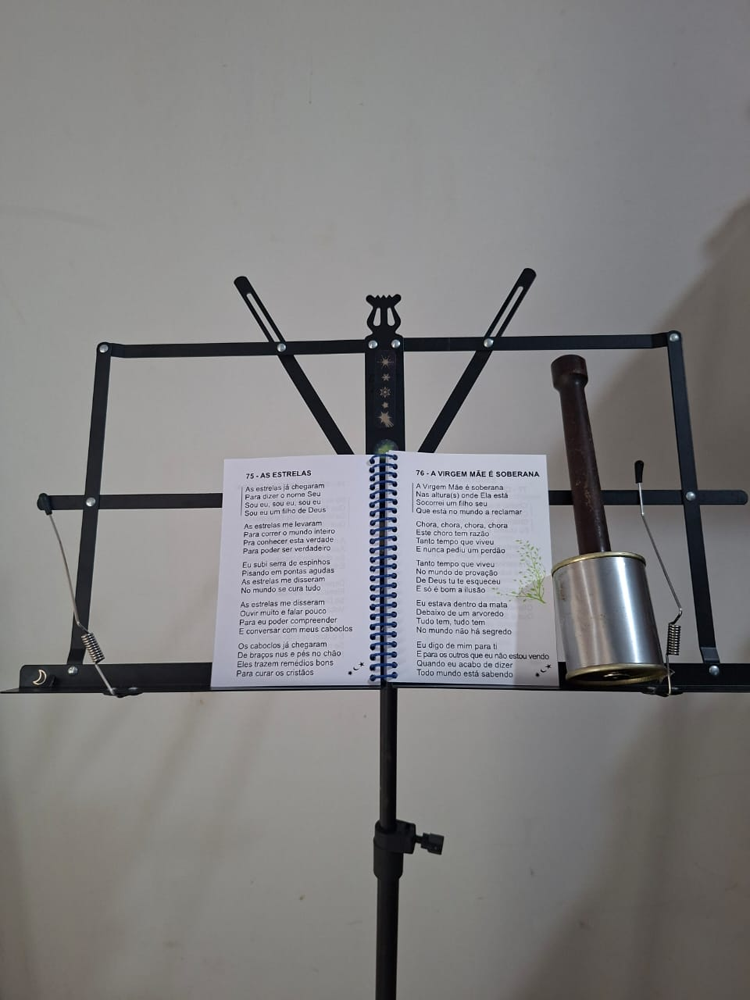 75 - AS ESTRELAS
As estrelas já chegaram
Para dizer o nome Seu
Sou eu, sou eu, sou eu
Sou eu um filho de Deus
As estrelas me levaram
Para correr o mundo inteiro
Pra conhecer esta verdade
Para poder ser verdadeiro
Eu subi serra de espinhos
Pisando em pontas agudas
As estrelas me disseram
No mundo se cura tudo
As estrelas me disseram
Ouvir muito e falar pouco
Para eu poder compreender
E conversar com meus caboclos
Os caboclos já chegaram
De braços nus e pés no chão
Eles trazem remédios bons
Para curar os cristãos
76 - A VIRGEM MÃE É SOBERANA
A Virgem Mãe é soberana
Nas altura(s) onde Ela está
Socorrei um filho seu
Que está no mundo a reclamar
Chora, chora, chora, chora
Este choro tem razão
Tanto tempo que viveu
E nunca pediu um perdão
Tanto tempo que viveu
No mundo de provação
De Deus tu te esqueceu
E só é bom a ilusão
Eu estava dentro da mata
Debaixo de um arvoredo
Tudo tem, tudo tem
No mundo não há segredo
Eu digo de mim para ti
E para os outros que eu não estou vendo
Quando eu acabo de dizer
Todo mundo está sabendo